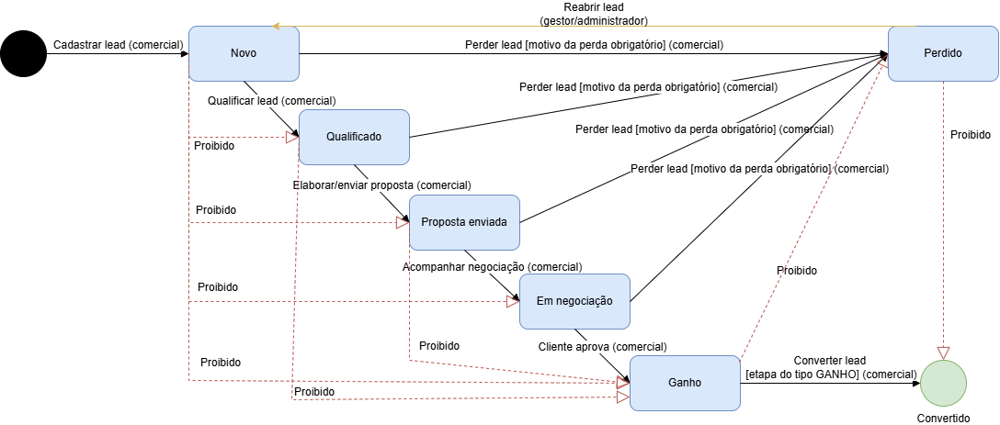 Reabrir lead
(gestor/administrador)
Cadastrar lead (comercial)
Novo
Perder lead [motivo da perda obrigatório] (comercial)
Perdido
Qualificar lead (comercial)
Perder lead [motivo da perda obrigatório] (comercial)
Proibido
Qualificado
Perder lead [motivo da perda obrigatório] (comercial)
Proibido
Perder lead [motivo da perda obrigatório] (comercial)
Elaborar/enviar proposta (comercial)
Proibido
Proposta enviada
Acompanhar negociação (comercial)
Proibido
Proibido
Em negociação
Cliente aprova (comercial)
Proibido
Proibido
Converter lead
[etapa do tipo GANHO] (comercial)
Ganho
Proibido
Convertido